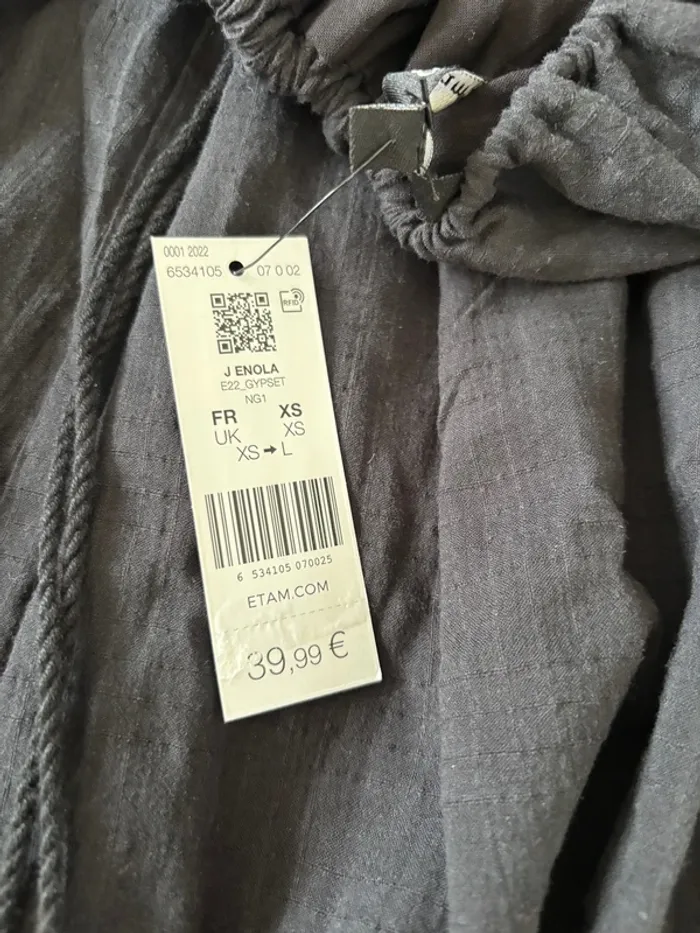 0001 2022
6534105 07 0 02
RFID
J ENOLA
E22_GYPSET
NG1
FR XS
UK XS
XS ➡ L
6 534105 070025
ETAM.COM
39,99 €